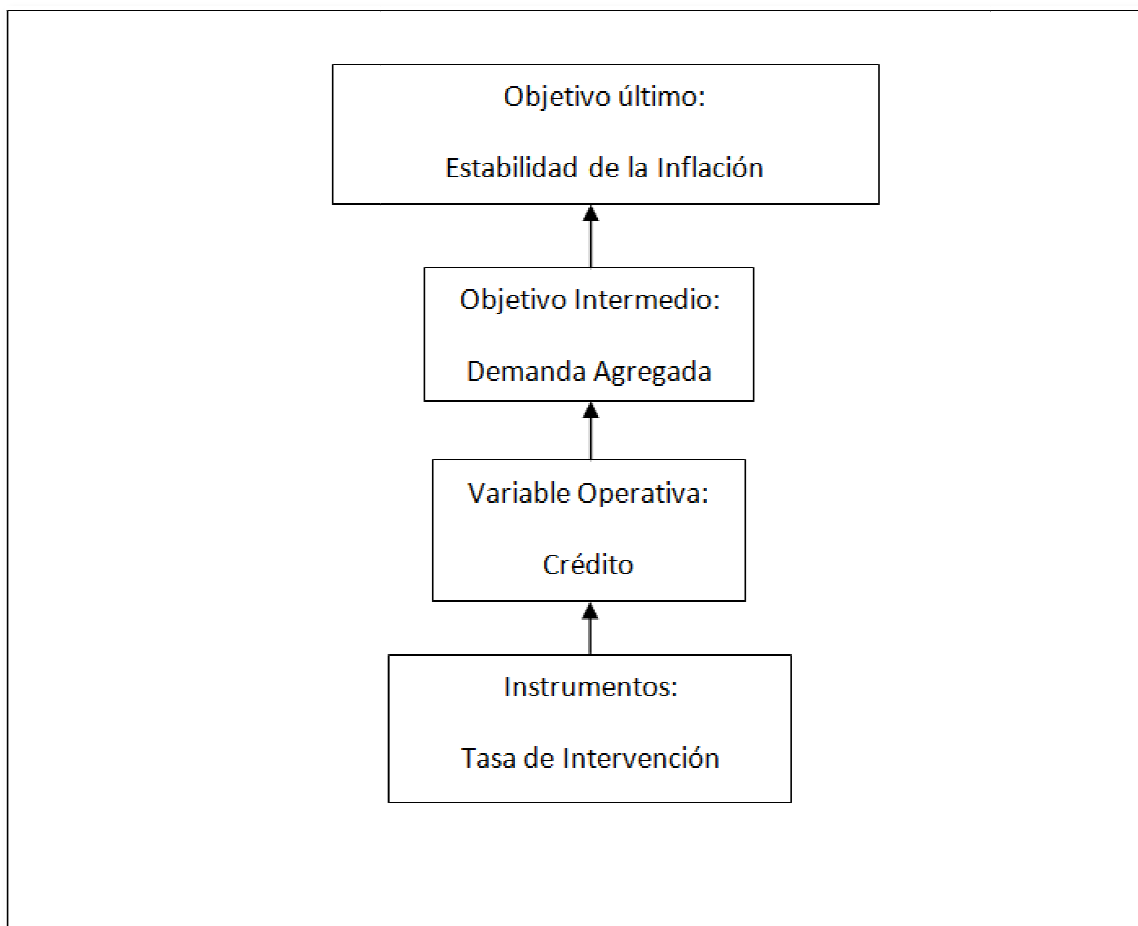 Objetivo último:
Estabilidad de la Inflación
Objetivo Intermedio:
Demanda Agregada
Variable Operativa:
Crédito
Instrumentos:
Tasa de Intervención